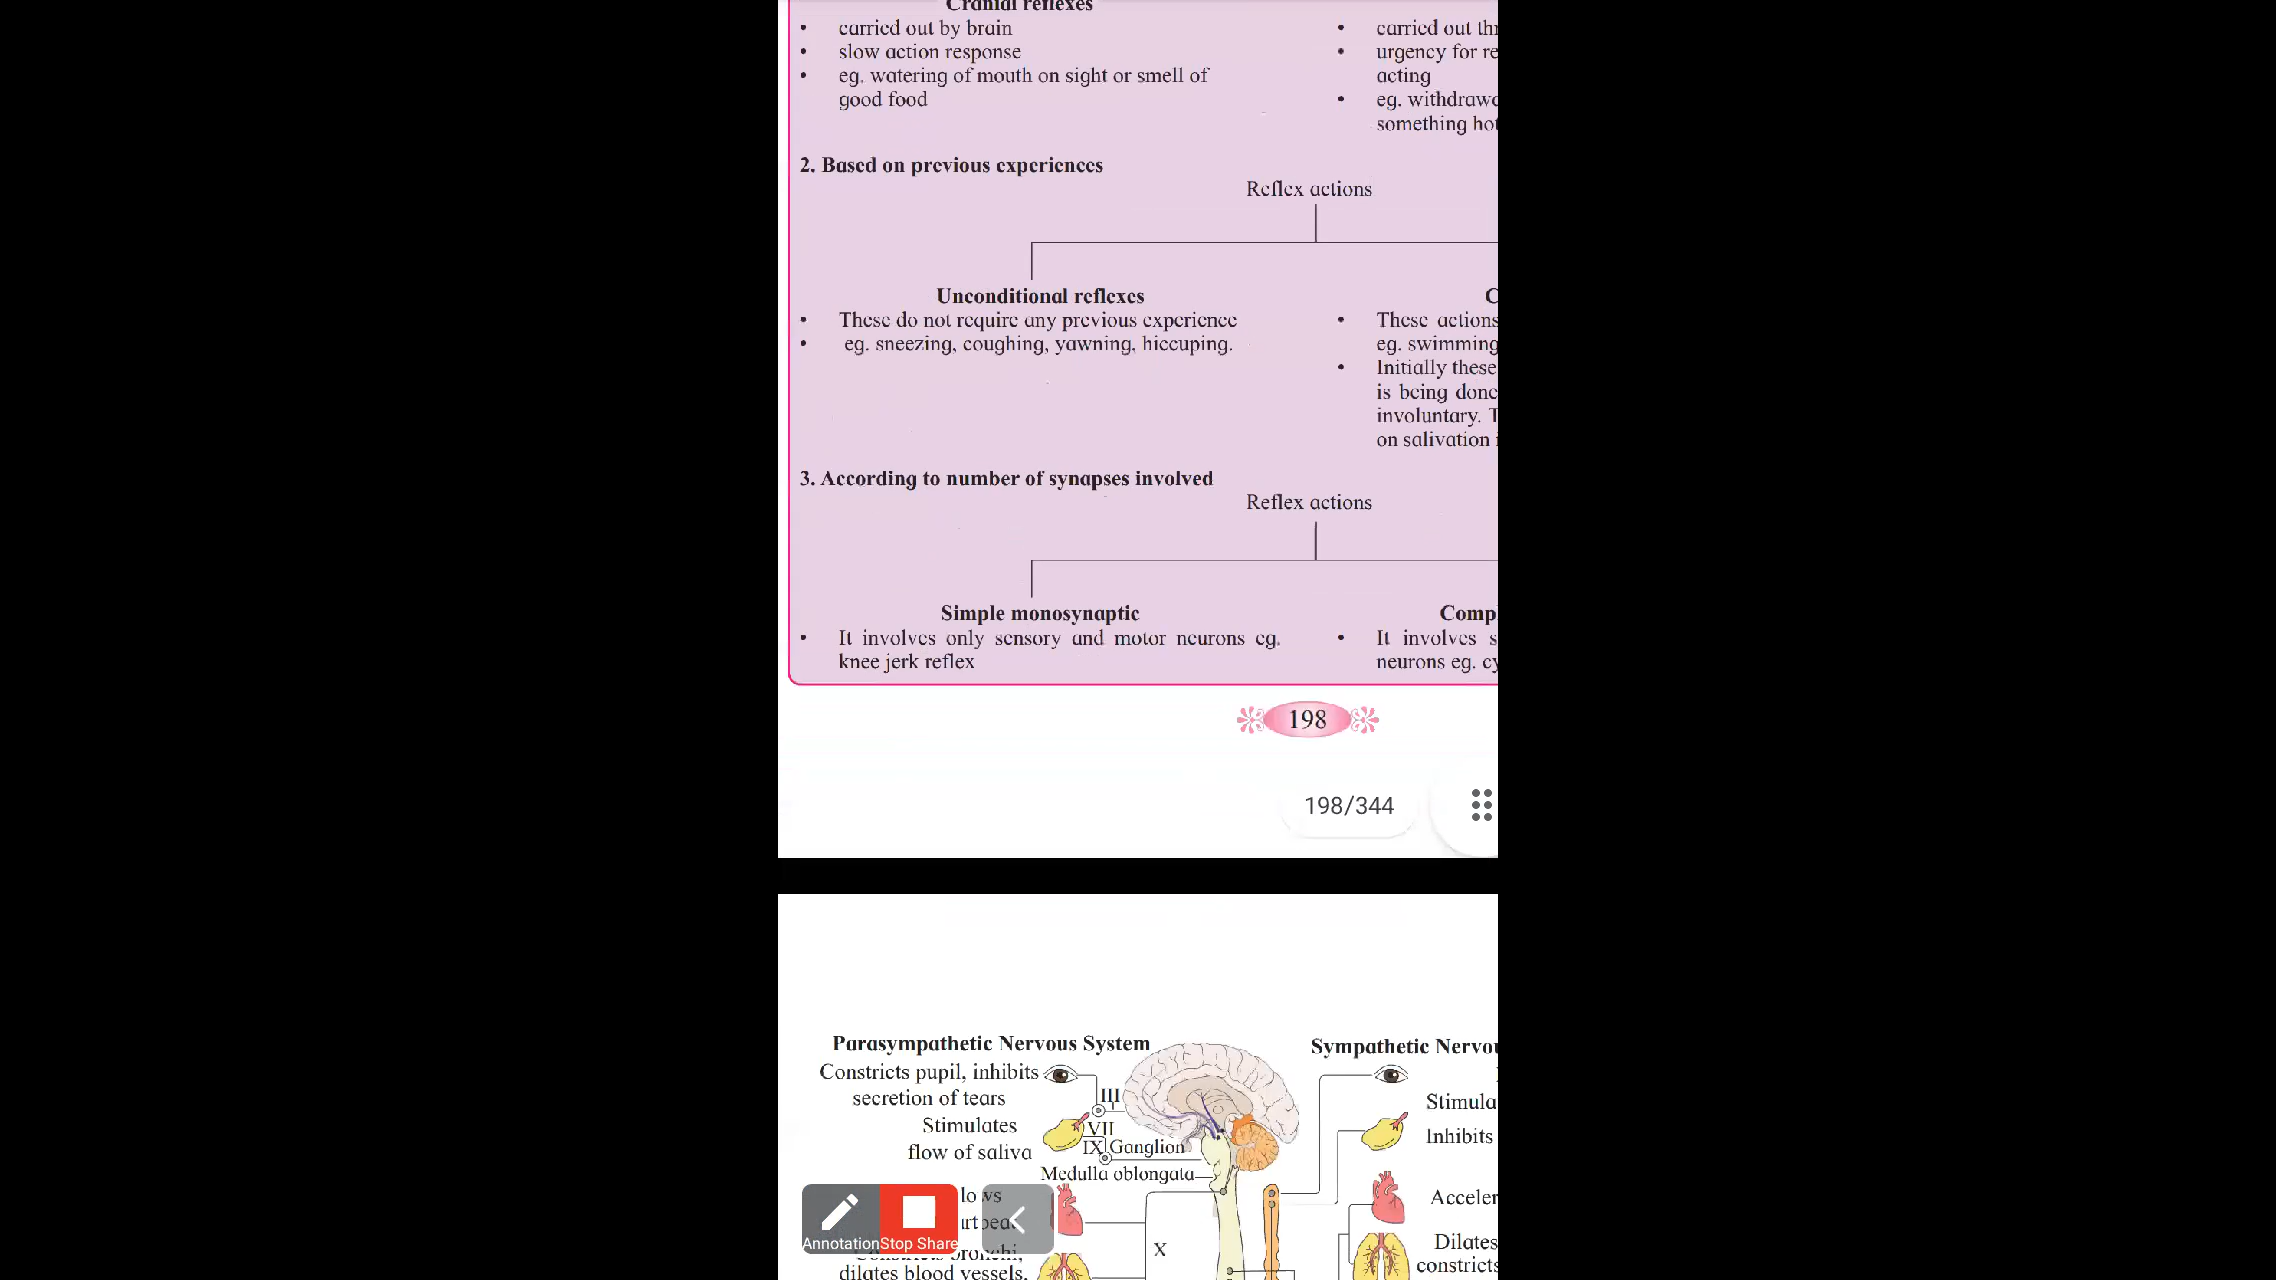 Cranial reflexes
• carried out by brain
• slow action response
• eg. watering of mouth on sight or smell of
good food
• carried out
• urgency for
acting
• eg.
something
2. Based on previous experiences
Reflex actions
Unconditional reflexes
• These do not require any previous experience
• eg. sneezing, coughing, yawning, hiccuping.
C
• These actions
eg. swimming
• Initially these
is being done
involuntary. T
on salivation
3. According to number of synapses involved
Reflex actions
Simple monosynaptic
• It involves only sensory and motor neurons eg.
knee jerk reflex
Comp
• It involves s
neurons eg. cy
198
198/344
Parasympathetic Nervous System
Constricts pupil, inhibits
secretion of tears
Stimulates
flow of saliva
III
VII
IX
Ganglion
Medulla oblongata
X
dilates blood vessels,
Sympathetic Nervou
Stimula
Inhibits
Acceler
Dilates
constricts
Annotation
Stop Share